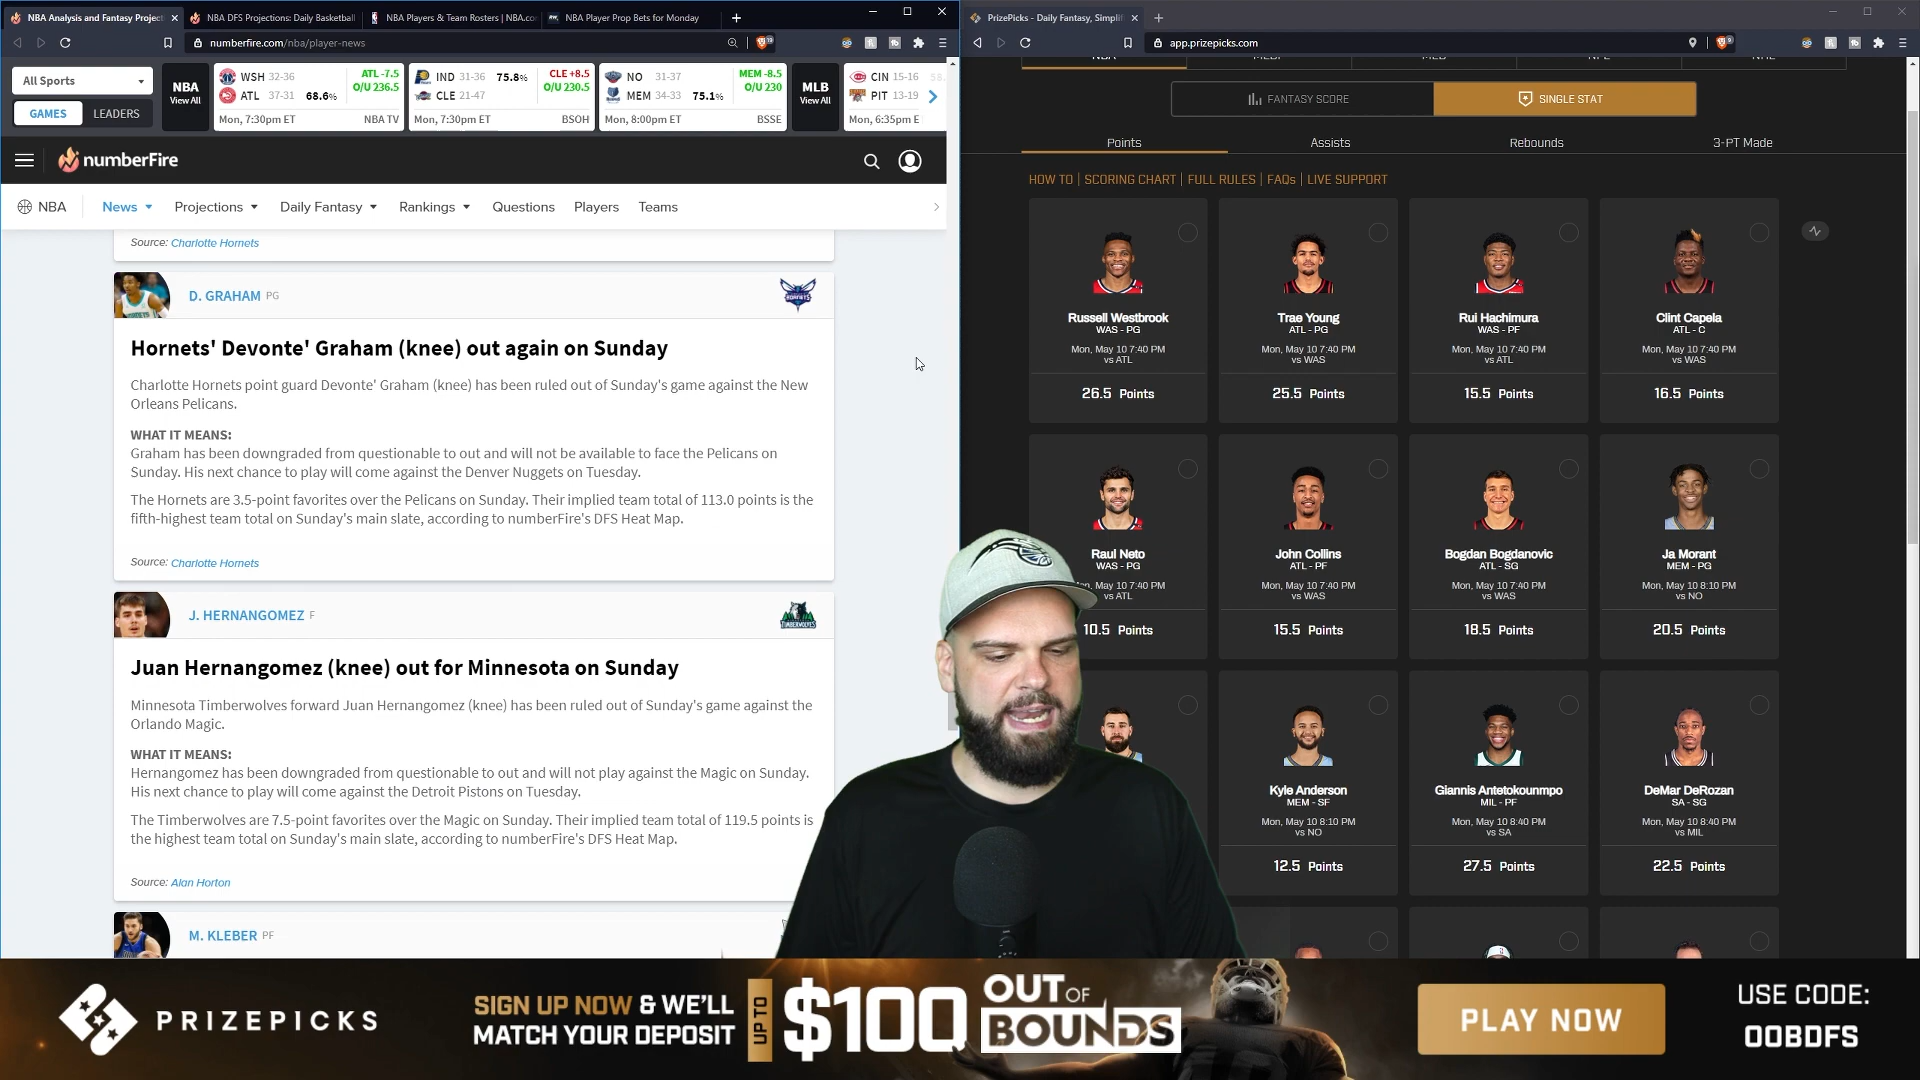 NBA Analysis and Fantasy Project
NBA DFS Projections: Daily Basketball
NBA Players & Team Rosters | NBA.co
NBA Player Prop Bets for Monday
numberfire.com/nba/player-news
All Sports
GAMES
LEADERS
NBA
View All
WSH 32-36
ATL -7.5
O/U 236.5
ATL 37-31 68.6%
Mon, 7:30pm ET
NBA TV
IND 31-36 75.8%
CLE +8.5
O/U 230.5
CLE 21-47
Mon, 7:30pm ET
BSOH
NO 31-37
MEM -8.5
O/U 230
MEM 34-33 75.1%
Mon, 8:00pm ET
BSSE
MLB
View All
CIN 15-16
PIT 13-19
Mon, 6:35pm E
numberFire
NBA
News
Projections
Daily Fantasy
Rankings
Questions
Players
Teams
Source: Charlotte Hornets
D. GRAHAM PG
HORNETS
Hornets' Devonte' Graham (knee) out again on Sunday
Charlotte Hornets point guard Devonte' Graham (knee) has been ruled out of Sunday's game against the New
Orleans Pelicans.
WHAT IT MEANS:
Graham has been downgraded from questionable to out and will not be available to face the Pelicans on
Sunday. His next chance to play will come against the Denver Nuggets on Tuesday.
The Hornets are 3.5-point favorites over the Pelicans on Sunday. Their implied team total of 113.0 points is the
fifth-highest team total on Sunday's main slate, according to numberFire's DFS Heat Map.
Source: Charlotte Hornets
J. HERNANGOMEZ F
TIMBERWOLVES
Juan Hernangomez (knee) out for Minnesota on Sunday
Minnesota Timberwolves forward Juan Hernangomez (knee) has been ruled out of Sunday's game against the
Orlando Magic.
WHAT IT MEANS:
Hernangomez has been downgraded from questionable to out and will not play against the Magic on Sunday.
His next chance to play will come against the Detroit Pistons on Tuesday.
The Timberwolves are 7.5-point favorites over the Magic on Sunday. Their implied team total of 119.5 points is
the highest team total on Sunday's main slate, according to numberFire's DFS Heat Map.
Source: Alan Horton
M. KLEBER PF
PrizePicks - Daily Fantasy, Simplif
app.prizepicks.com
FANTASY SCORE
SINGLE STAT
Points
Assists
Rebounds
3-PT Made
HOW TO | SCORING CHART | FULL RULES | FAQs | LIVE SUPPORT
Russell Westbrook
WAS - PG
Mon, May 10 7:40 PM
vs ATL
26.5 Points
Trae Young
ATL - PG
Mon, May 10 7:40 PM
vs WAS
25.5 Points
Rui Hachimura
WAS - PF
Mon, May 10 7:40 PM
vs ATL
15.5 Points
Clint Capela
ATL - C
Mon, May 10 7:40 PM
vs WAS
16.5 Points
Raul Neto
WAS - PG
on, May 10 7:40 PM
vs ATL
10.5 Points
John Collins
ATL - PF
Mon, May 10 7:40 PM
vs WAS
15.5 Points
Bogdan Bogdanovic
ATL - SG
Mon, May 10 7:40 PM
vs WAS
18.5 Points
Ja Morant
MEM - PG
Mon, May 10 8:10 PM
vs NO
20.5 Points
Kyle Anderson
MEM - SF
Mon, May 10 8:10 PM
vs NO
12.5 Points
Giannis Antetokounmpo
MIL - PF
Mon, May 10 8:40 PM
vs SA
27.5 Points
DeMar DeRozan
SA - SG
Mon, May 10 8:40 PM
vs MIL
22.5 Points
PRIZEPICKS
SIGN UP NOW & WE'LL
MATCH YOUR DEPOSIT
UP TO
$100
OUT OF
BOUNDS
PLAY NOW
USE CODE:
OOBDFS